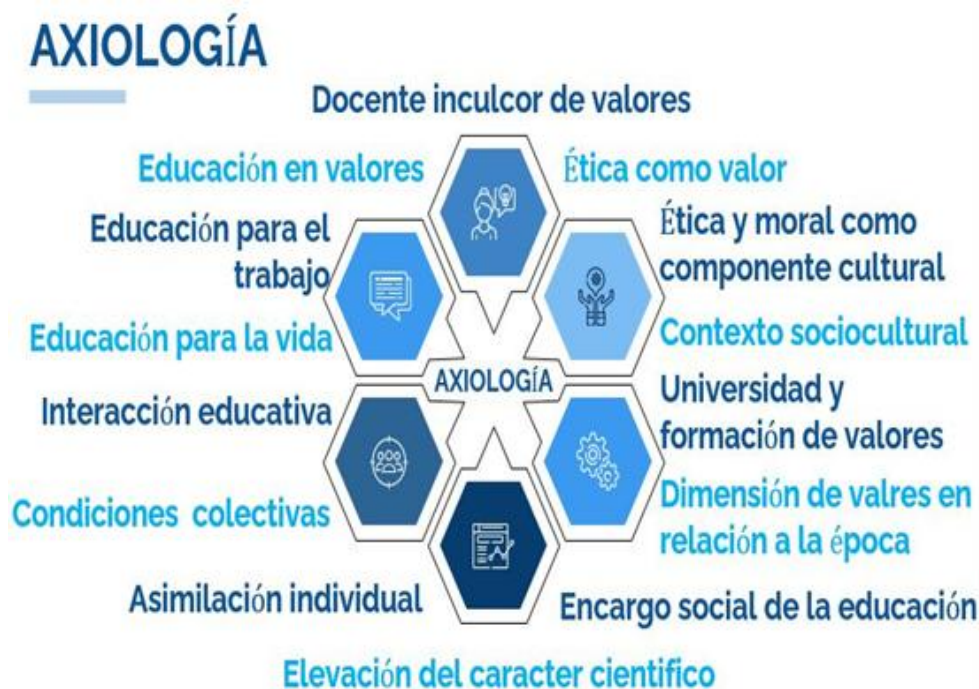 AXIOLOGÍA
Docente inculcor de valores
Educación en valores
Ética como valor
Educación para el
trabajo
Ética y moral como
componente cultural
Educación para la vida
Contexto sociocultural
AXIOLOGÍA
Interacción educativa
Universidad y
formación de valores
Condiciones colectivas
Dimensión de valres en
relación a la época
Asimilación individual
Encargo social de la educación
Elevación del caracter cientifico